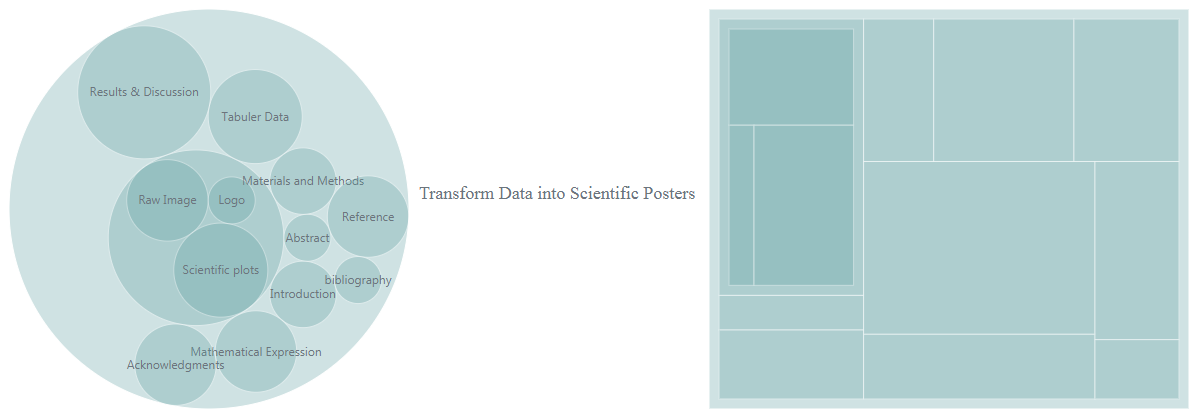 Results & Discussion
Tabuler Data
Materials and Methods
Raw Image
Logo
Reference
Abstract
Scientific plots
bibliography
Introduction
Mathematical Expression
Acknowledgments
Transform Data into Scientific Posters